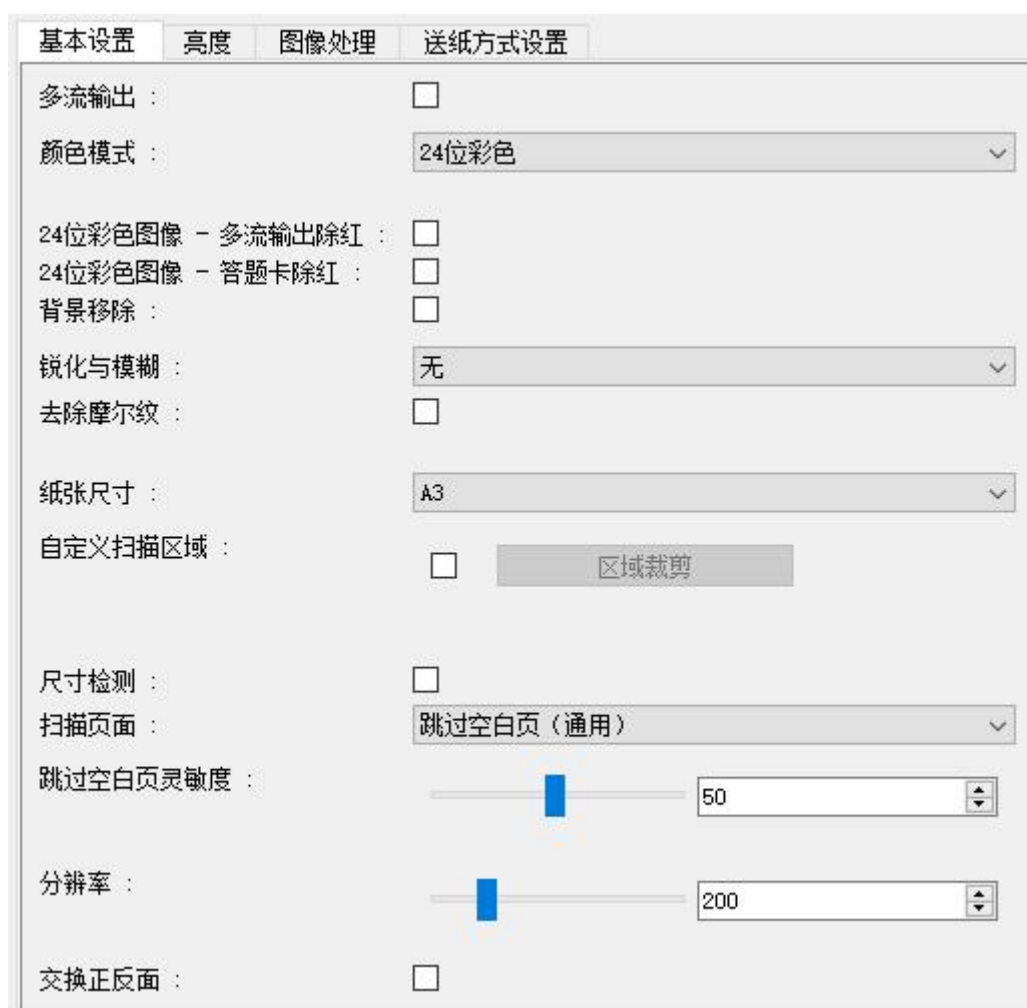 基本设置 亮度 图像处理 送纸方式设置
多流输出 :
颜色模式 : 24位彩色
24位彩色图像 - 多流输出除红 :
24位彩色图像 - 答题卡除红 :
背景移除 :
锐化与模糊 : 无
去除摩尔纹 :
纸张尺寸 : A3
自定义扫描区域 : 区域裁剪
尺寸检测 :
扫描页面 : 跳过空白页（通用）
跳过空白页灵敏度 : 50
分辨率 : 200
交换正反面 :